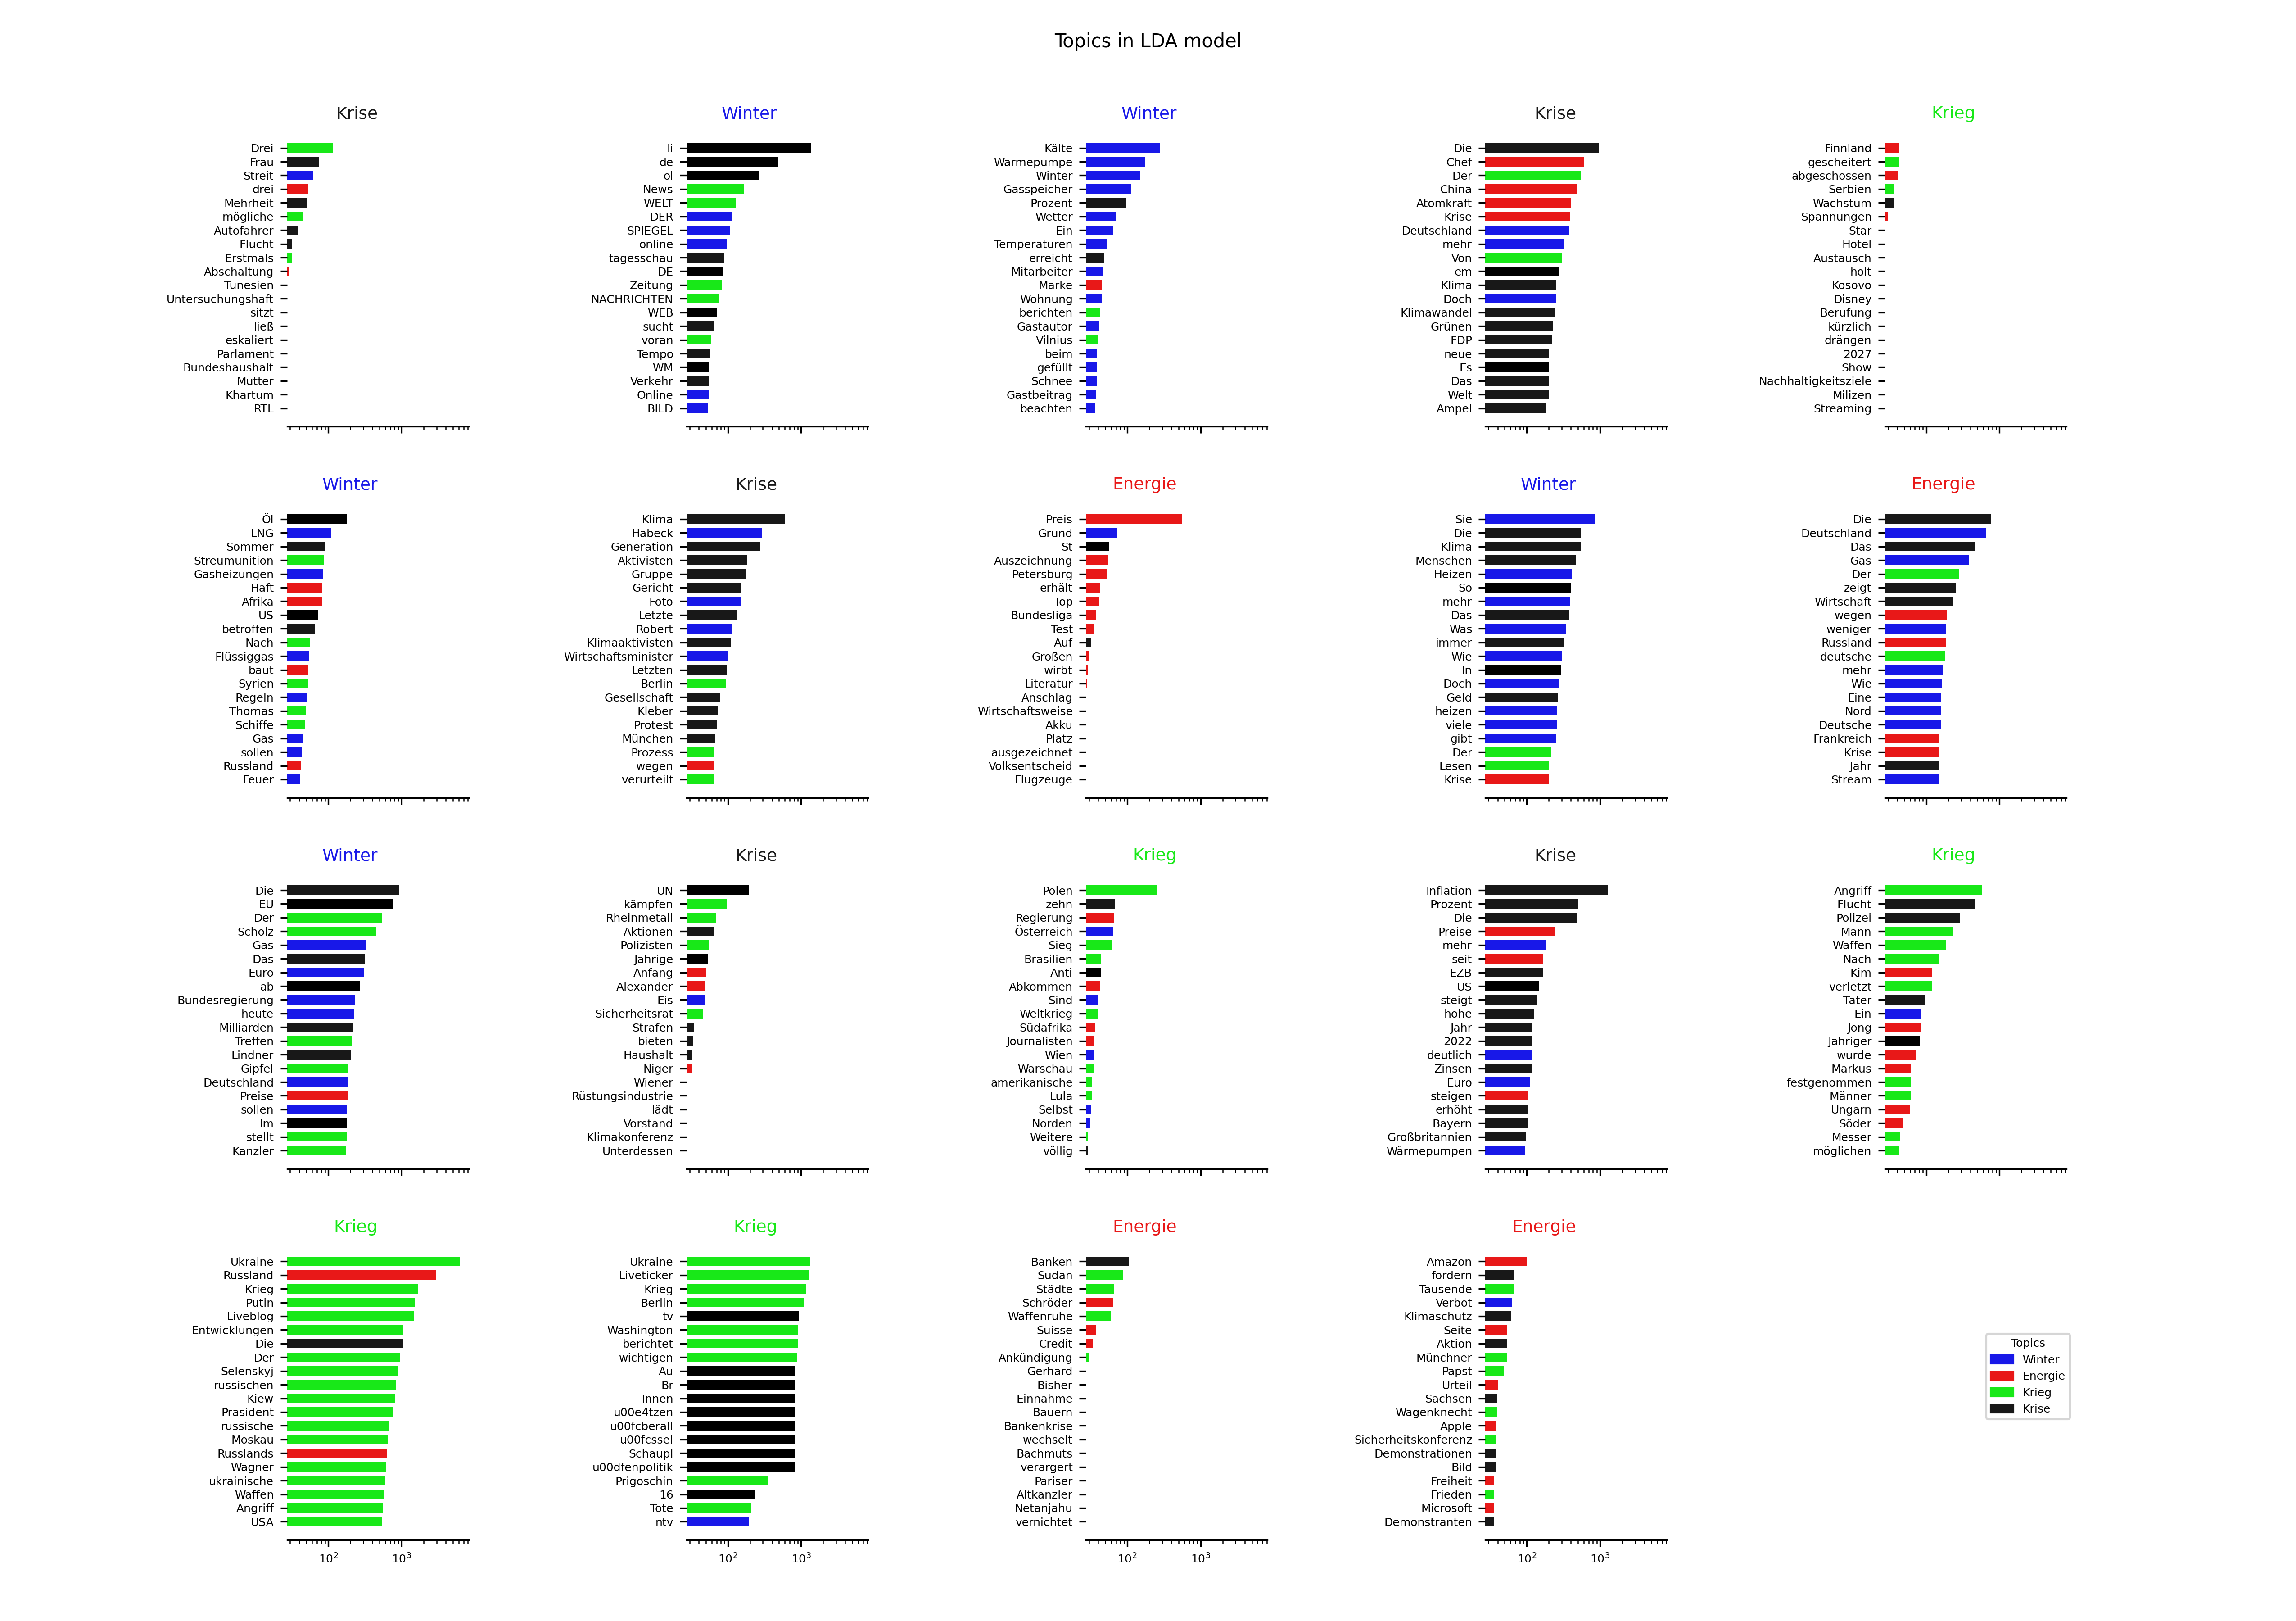 Topics in LDA model
Krise
Drei
Frau
Streit
drei
Mehrheit
mögliche
Autofahrer
Flucht
Erstmals
Abschaltung
Tunesien
Untersuchungshaft
sitzt
ließ
eskaliert
Parlament
Bundeshaushalt
Mutter
Khartum
RTL
Winter
li
de
ol
News
WELT
DER
SPIEGEL
online
tagesschau
DE
Zeitung
NACHRICHTEN
WEB
sucht
voran
Tempo
WM
Verkehr
Online
BILD
Winter
Kälte
Wärmepumpe
Winter
Gasspeicher
Prozent
Wetter
Ein
Temperaturen
erreicht
Mitarbeiter
Marke
Wohnung
berichten
Gastautor
Vilnius
beim
gefüllt
Schnee
Gastbeitrag
beachten
Krise
Die
Chef
Der
China
Atomkraft
Krise
Deutschland
mehr
Von
em
Klima
Doch
Klimawandel
Grünen
FDP
neue
Es
Das
Welt
Ampel
Krieg
Finnland
gescheitert
abgeschossen
Serbien
Wachstum
Spannungen
Star
Hotel
Austausch
holt
Kosovo
Disney
Berufung
kürzlich
drängen
2027
Show
Nachhaltigkeitsziele
Milizen
Streaming
Winter
Öl
LNG
Sommer
Streumunition
Gasheizungen
Haft
Afrika
US
betroffen
Nach
Flüssiggas
baut
Syrien
Regeln
Thomas
Schiffe
Gas
sollen
Russland
Feuer
Krise
Klima
Habeck
Generation
Aktivisten
Gruppe
Gericht
Foto
Letzte
Robert
Klimaaktivisten
Wirtschaftsminister
Letzten
Berlin
Gesellschaft
Kleber
Protest
München
Prozess
wegen
verurteilt
Energie
Preis
Grund
St
Auszeichnung
Petersburg
erhält
Top
Bundesliga
Test
Auf
Großen
wirbt
Literatur
Anschlag
Wirtschaftsweise
Akku
Platz
ausgezeichnet
Volksentscheid
Flugzeuge
Winter
Sie
Die
Klima
Menschen
Heizen
So
mehr
Das
Was
immer
Wie
In
Doch
Geld
heizen
viele
gibt
Der
Lesen
Krise
Energie
Die
Deutschland
Das
Gas
Der
zeigt
Wirtschaft
wegen
weniger
Russland
deutsche
mehr
Wie
Eine
Nord
Deutsche
Frankreich
Krise
Jahr
Stream
Winter
Die
EU
Der
Scholz
Gas
Das
Euro
ab
Bundesregierung
heute
Milliarden
Treffen
Lindner
Gipfel
Deutschland
Preise
sollen
Im
stellt
Kanzler
Krise
UN
kämpfen
Rheinmetall
Aktionen
Polizisten
Jährige
Anfang
Alexander
Eis
Sicherheitsrat
Strafen
bieten
Haushalt
Niger
Wiener
Rüstungsindustrie
lädt
Vorstand
Klimakonferenz
Unterdessen
Krieg
Polen
zehn
Regierung
Österreich
Sieg
Brasilien
Anti
Abkommen
Sind
Weltkrieg
Südafrika
Journalisten
Wien
Warschau
amerikanische
Lula
Selbst
Norden
Weitere
völlig
Krise
Inflation
Prozent
Die
Preise
mehr
seit
EZB
US
steigt
hohe
Jahr
2022
deutlich
Zinsen
Euro
steigen
erhöht
Bayern
Großbritannien
Wärmepumpen
Krieg
Angriff
Flucht
Polizei
Mann
Waffen
Nach
Kim
verletzt
Täter
Ein
Jong
Jähriger
wurde
Markus
festgenommen
Männer
Ungarn
Söder
Messer
möglichen
Krieg
Ukraine
Russland
Krieg
Putin
Liveblog
Entwicklungen
Die
Der
Selenskyj
russischen
Kiew
Präsident
russische
Moskau
Russlands
Wagner
ukrainische
Waffen
Angriff
USA
10² 10³
Krieg
Ukraine
Liveticker
Krieg
Berlin
tv
Washington
berichtet
wichtigen
Au
Br
Innen
u00e4tzen
u00fcberall
u00fcssel
Schaupl
u00dfenpolitik
Prigoschin
16
Tote
ntv
10² 10³
Energie
Banken
Sudan
Städte
Schröder
Waffenruhe
Suisse
Credit
Ankündigung
Gerhard
Bisher
Einnahme
Bauern
Bankenkrise
wechselt
Bachmuts
verärgert
Pariser
Altkanzler
Netanjahu
vernichtet
10² 10³
Energie
Amazon
fordern
Tausende
Verbot
Klimaschutz
Seite
Aktion
Münchner
Papst
Urteil
Sachsen
Wagenknecht
Apple
Sicherheitskonferenz
Demonstrationen
Bild
Freiheit
Frieden
Microsoft
Demonstranten
10² 10³
Topics
Winter
Energie
Krieg
Krise